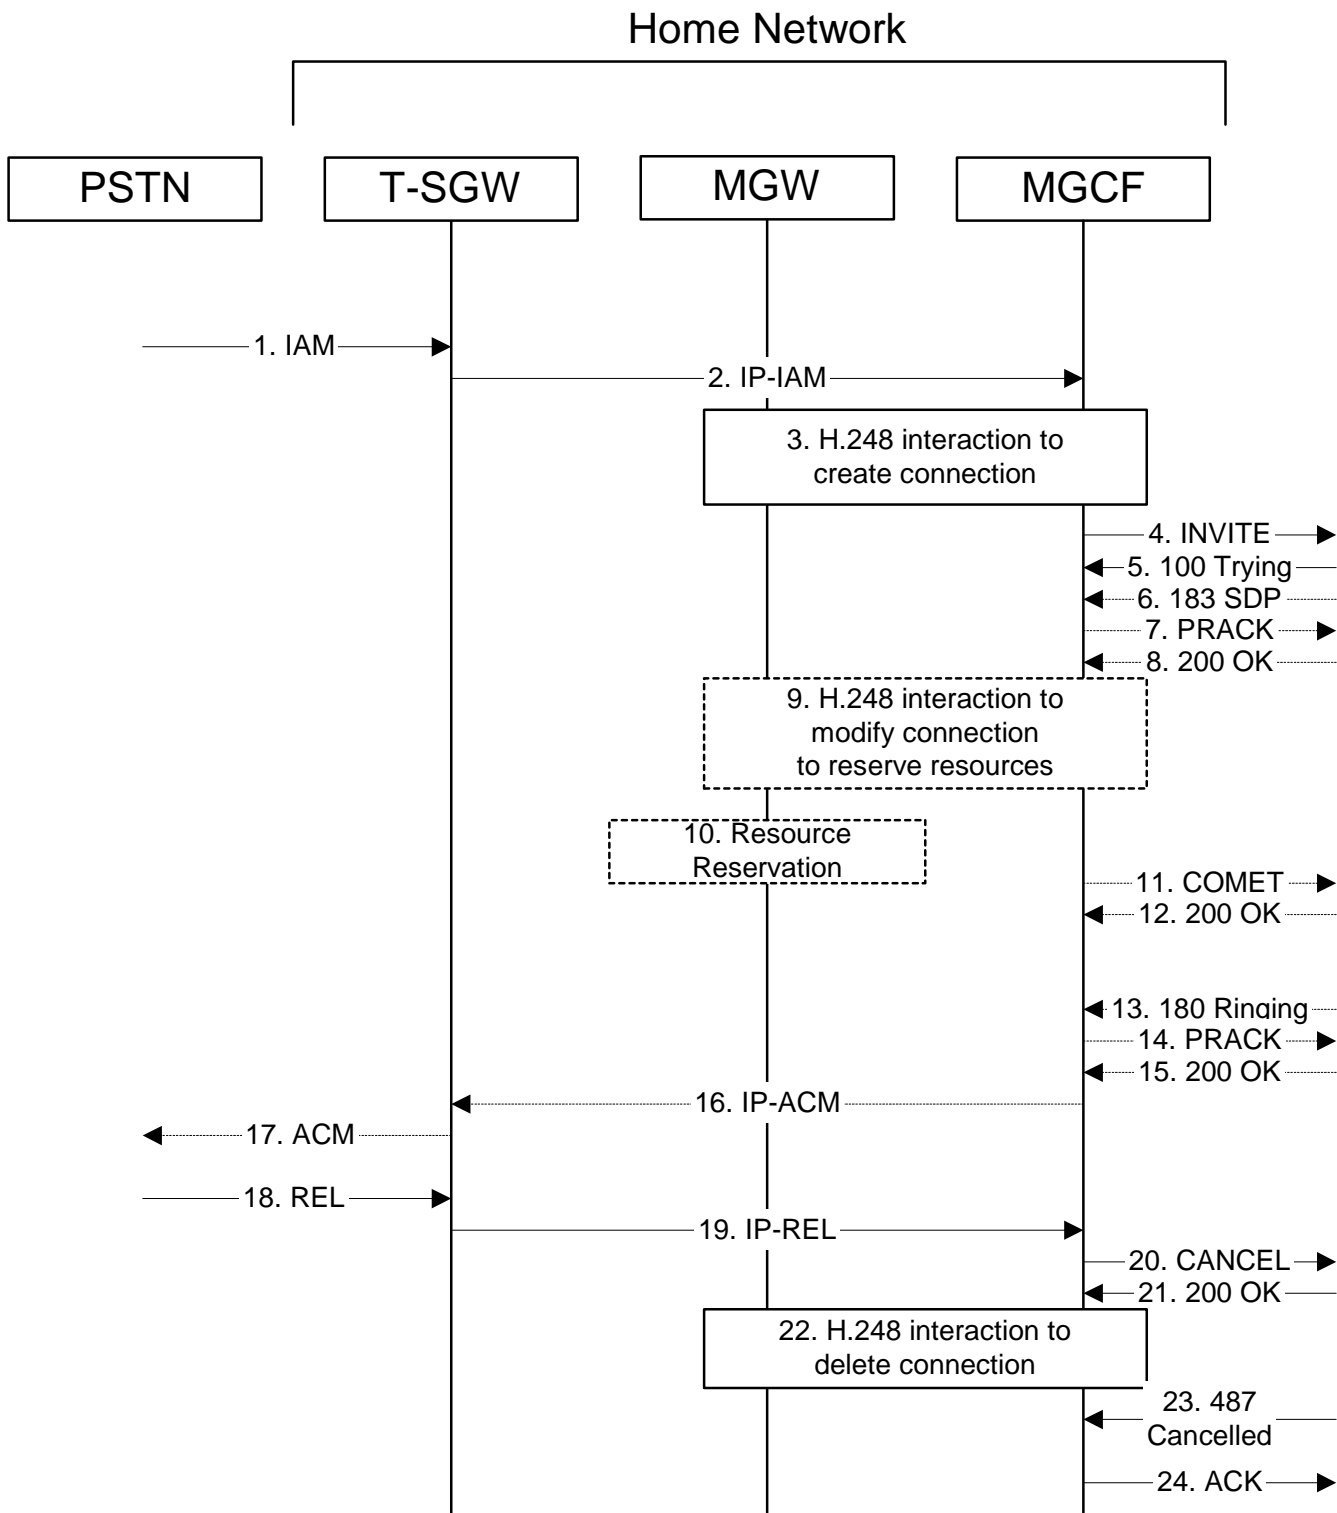 Home Network
PSTN
T-SGW
MGW
MGCF
1. IAM
2. IP-IAM
3. H.248 interaction to
create connection
4. INVITE
5. 100 Trying
6. 183 SDP
7. PRACK
8. 200 OK
9. H.248 interaction to
modify connection
to reserve resources
10. Resource
Reservation
11. COMET
12. 200 OK
13. 180 Ringing
14. PRACK
15. 200 OK
16. IP-ACM
17. ACM
18. REL
19. IP-REL
20. CANCEL
21. 200 OK
22. H.248 interaction to
delete connection
23. 487
Cancelled
24. ACK